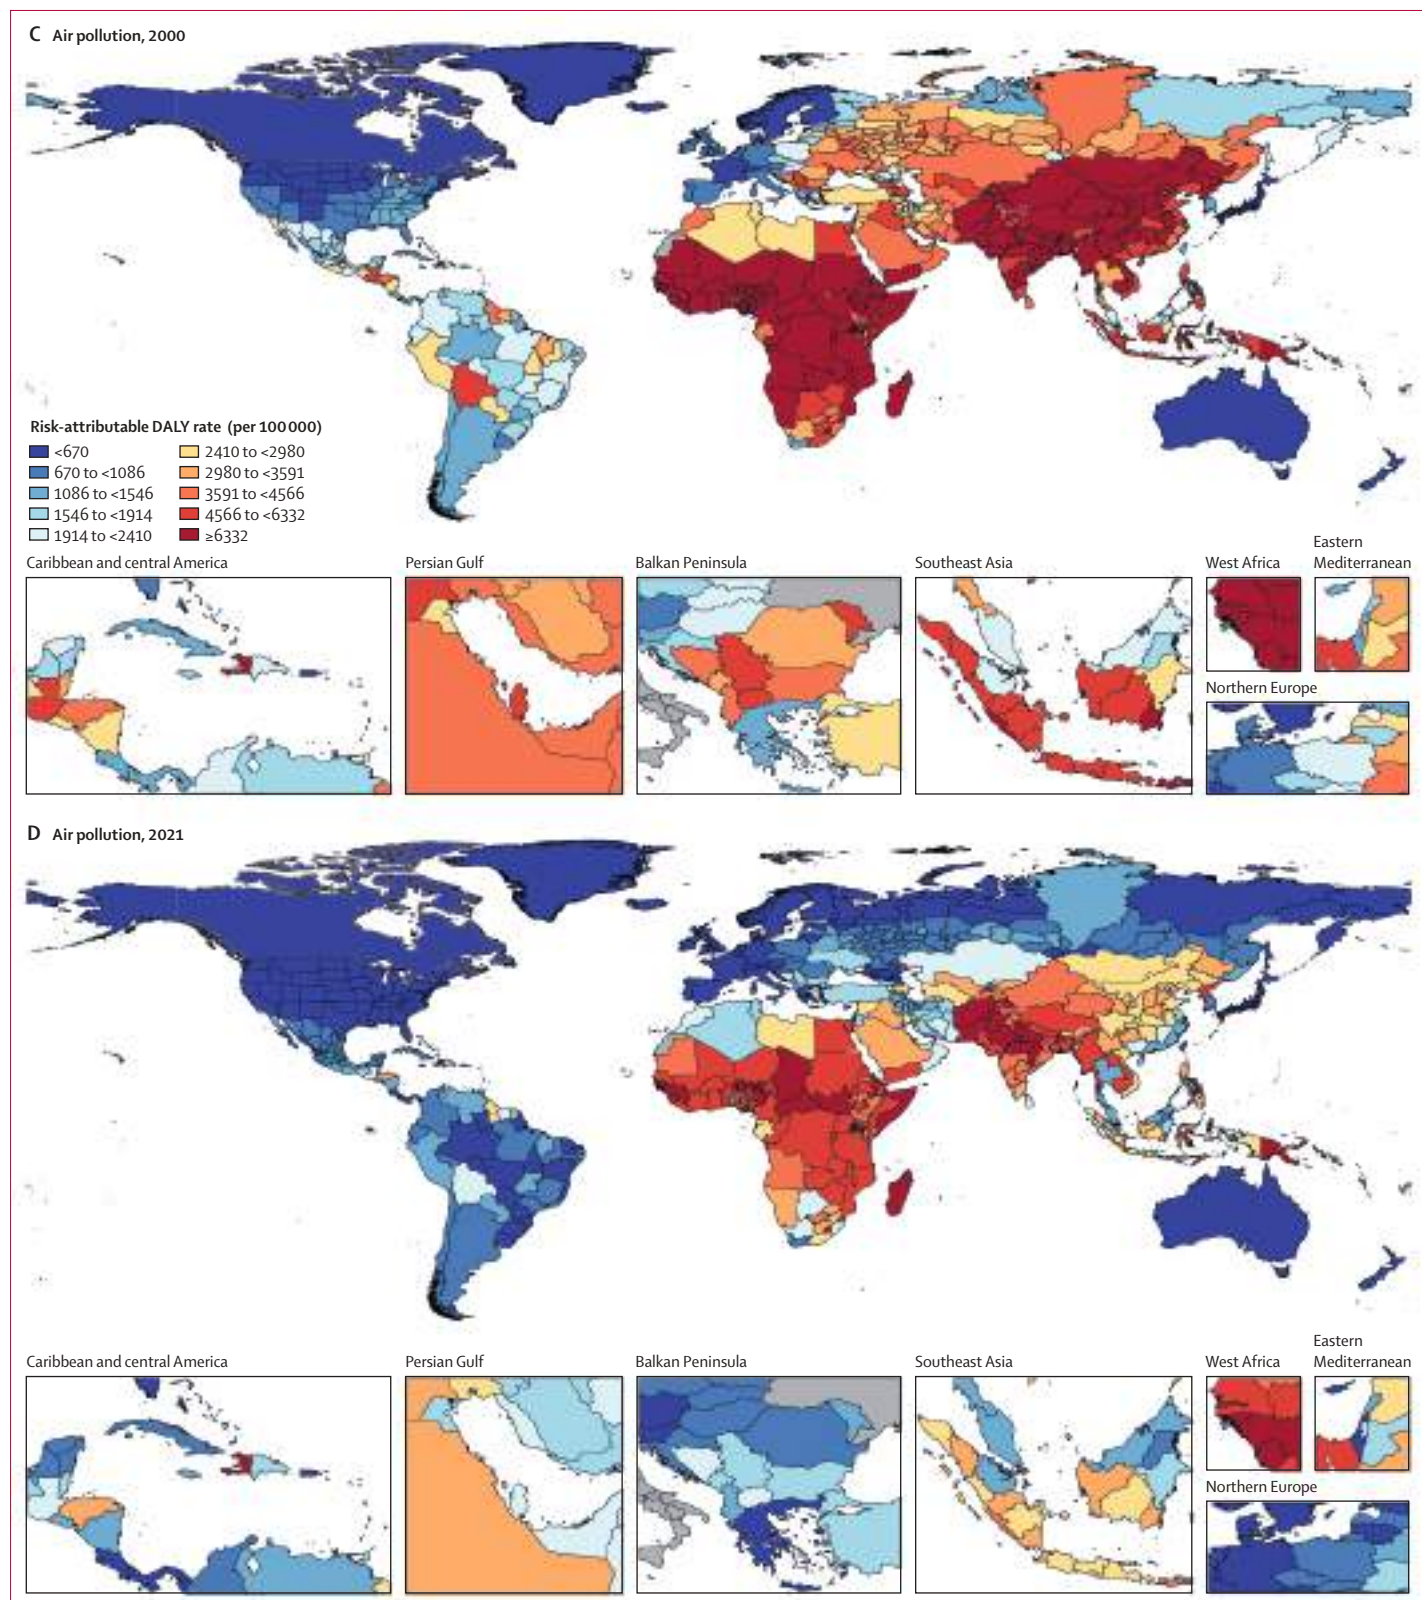 C Air pollution, 2000
Risk-attributable DALY rate (per 100 000)
<670
670 to <1086
1086 to <1546
1546 to <1914
1914 to <2410
2410 to <2980
2980 to <3591
3591 to <4566
4566 to <6332
≥6332
Caribbean and central America
Persian Gulf
Balkan Peninsula
Southeast Asia
West Africa
Eastern
Mediterranean
Northern Europe
D Air pollution, 2021
Caribbean and central America
Persian Gulf
Balkan Peninsula
Southeast Asia
West Africa
Eastern
Mediterranean
Northern Europe